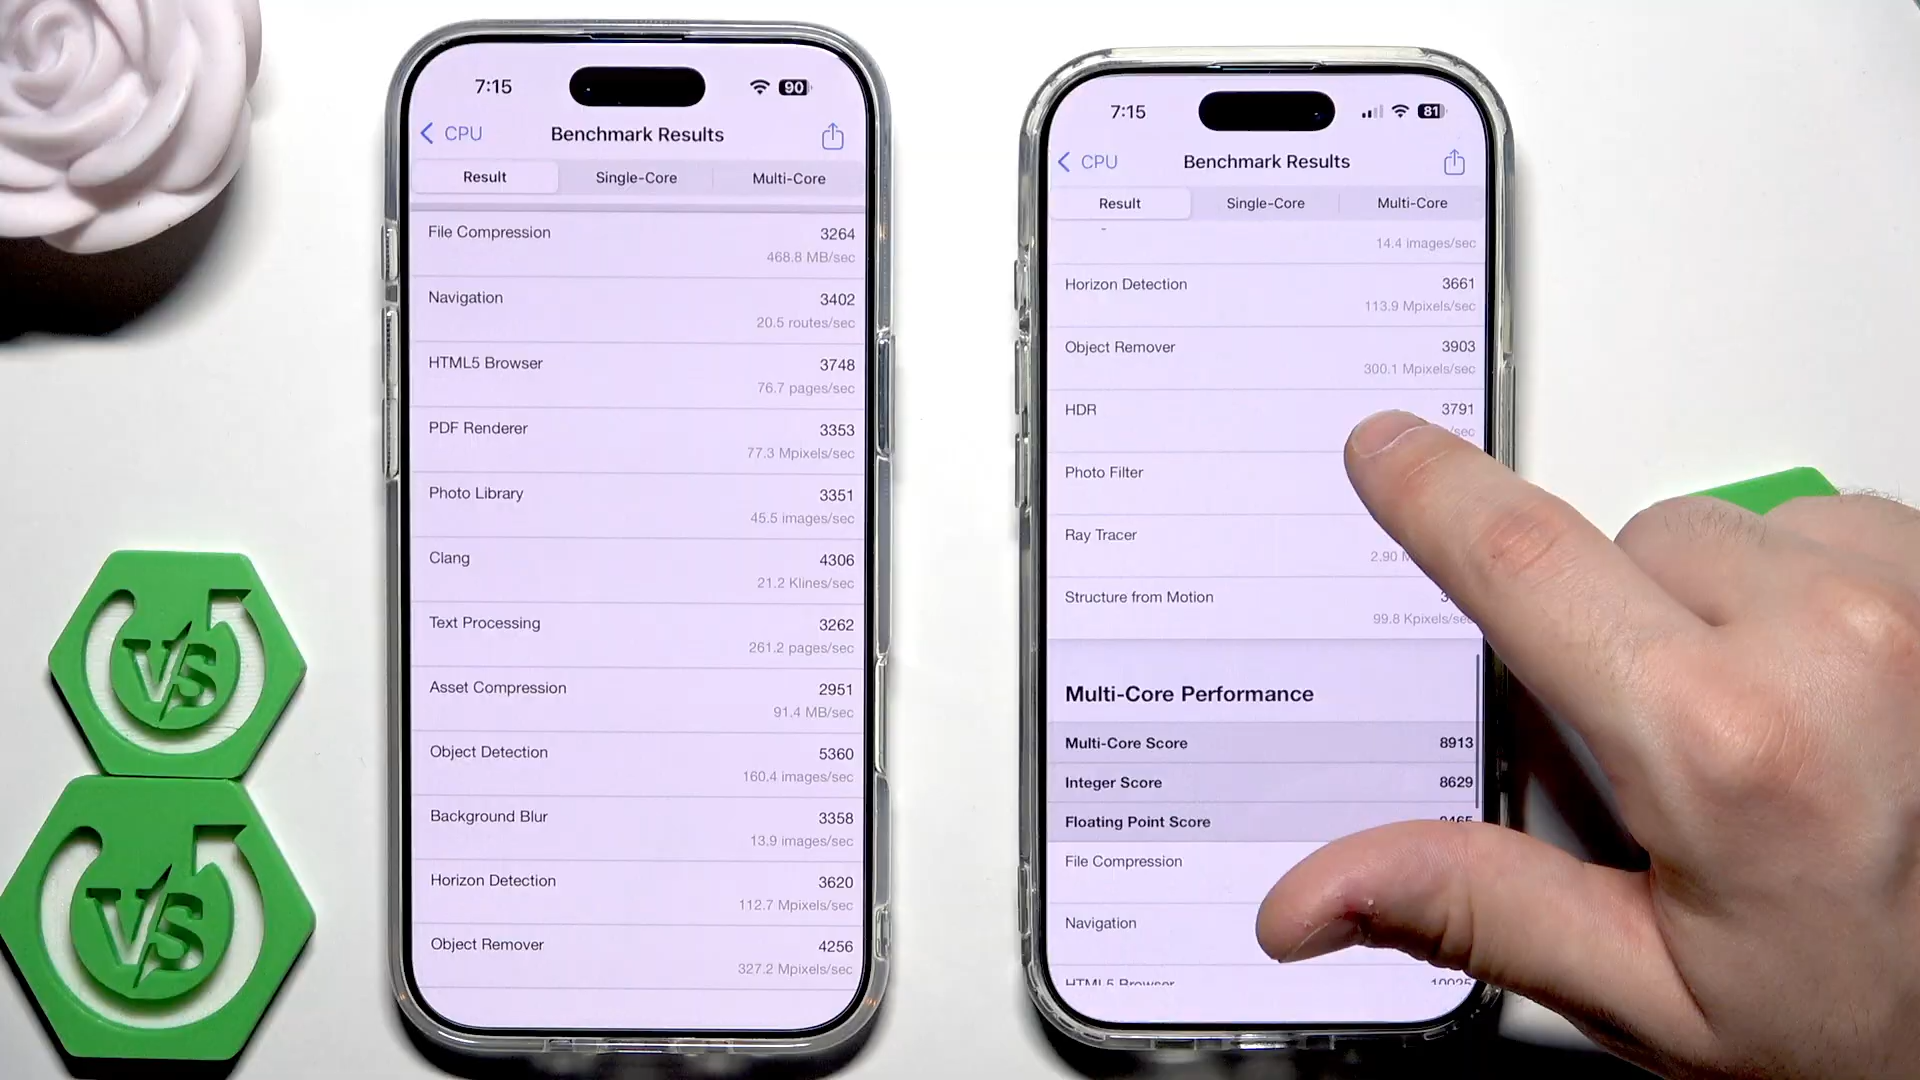 7:15
90
CPU
Benchmark Results
Result
Single-Core
Multi-Core
File Compression
3264
468.8 MB/sec
Navigation
3402
20.5 routes/sec
HTML5 Browser
3748
76.7 pages/sec
PDF Renderer
3353
77.3 Mpixels/sec
Photo Library
3351
45.5 images/sec
Clang
4306
21.2 Klines/sec
Text Processing
3262
261.2 pages/sec
Asset Compression
2951
91.4 MB/sec
Object Detection
5360
160.4 images/sec
Background Blur
3358
13.9 images/sec
Horizon Detection
3620
112.7 Mpixels/sec
Object Remover
4256
327.2 Mpixels/sec
7:15
81
CPU
Benchmark Results
Result
Single-Core
Multi-Core
14.4 images/sec
Horizon Detection
3661
113.9 Mpixels/sec
Object Remover
3903
300.1 Mpixels/sec
HDR
3791
Photo Filter
Ray Tracer
2.90
Structure from Motion
99.8 Kpixels/sec
Multi-Core Performance
Multi-Core Score
8913
Integer Score
8629
Floating Point Score
File Compression
Navigation
HTML5 Browser
10025
VS
VS